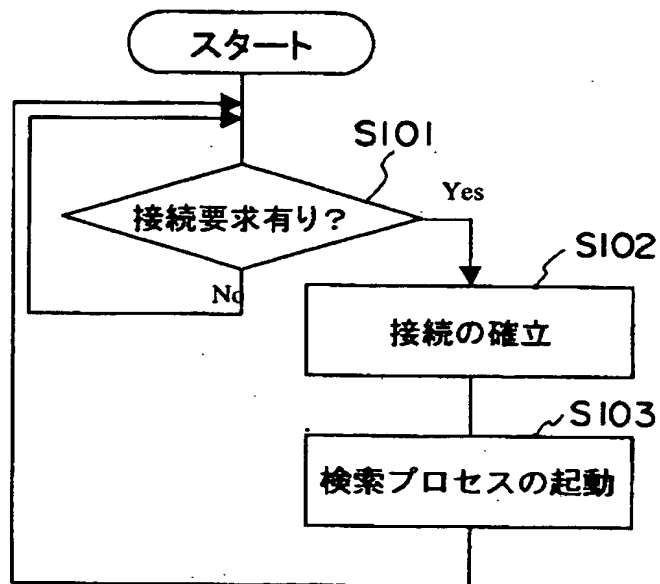 スタート
S101
接続要求有り?
Yes
No
S102
接続の確立
S103
検索プロセスの起動